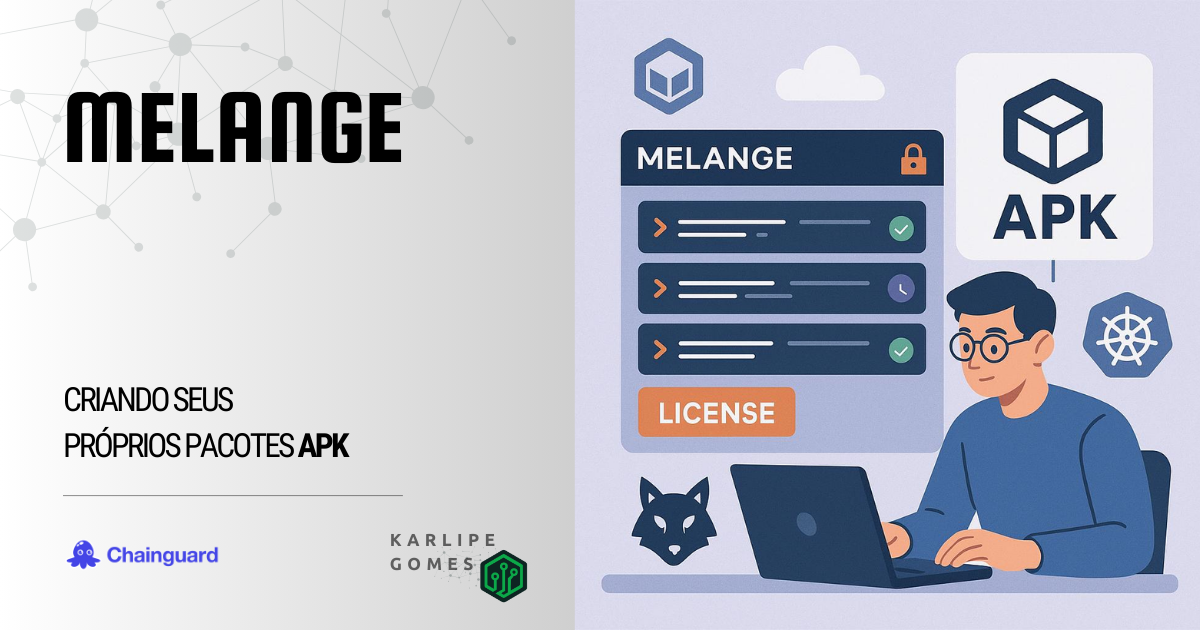 MELANGE
CRIANDO SEUS
PRÓPRIOS PACOTES APK
Chainguard
KARLIPE
GOMES
MELANGE
LICENSE
APK